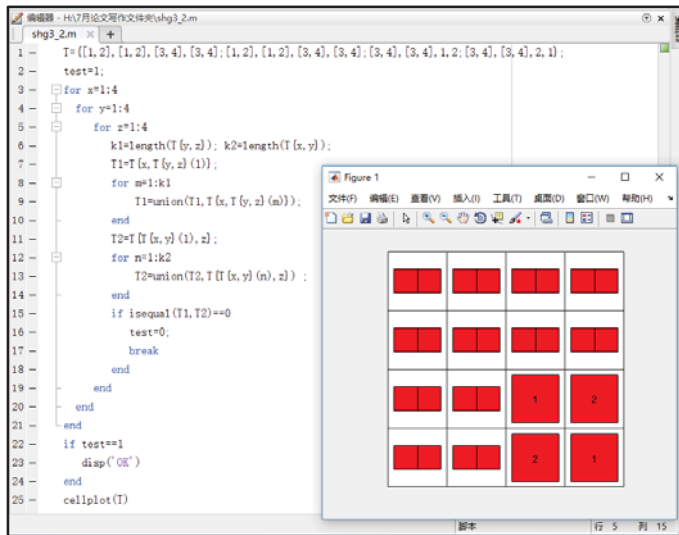 编辑器 - H:\7月论文写作文件夹\shg3_2.m
shg3_2.m × +
1 - T={[1,2],[1,2],[3,4],[3,4];[1,2],[1,2],[3,4],[3,4];[3,4],[3,4],1,2;[3,4],[3,4],2,1};
2 - test=1;
3 - for x=1:4
4 - for y=1:4
5 - for z=1:4
6 - k1=length(T{y,z}); k2=length(T{x,y});
7 - T1=T{x,T{y,z}(1)};
8 - for m=1:k1
9 - T1=union(T1,T{x,T{y,z}(m)});
10 - end
11 - T2=T{T{x,y}(1),z};
12 - for n=1:k2
13 - T2=union(T2,T{T{x,y}(n),z}) ;
14 - end
15 - if isequal(T1,T2)==0
16 - test=0;
17 - break
18 - end
19 - end
20 - end
21 - end
22 - if test==1
23 - disp('OK')
24 - end
25 - cellplot(T)
Figure 1
文件(F) 编辑(E) 查看(V) 插入(I) 工具(T) 桌面(D) 窗口(W) 帮助(H)
1 2
2 1
脚本 行 5 列 15